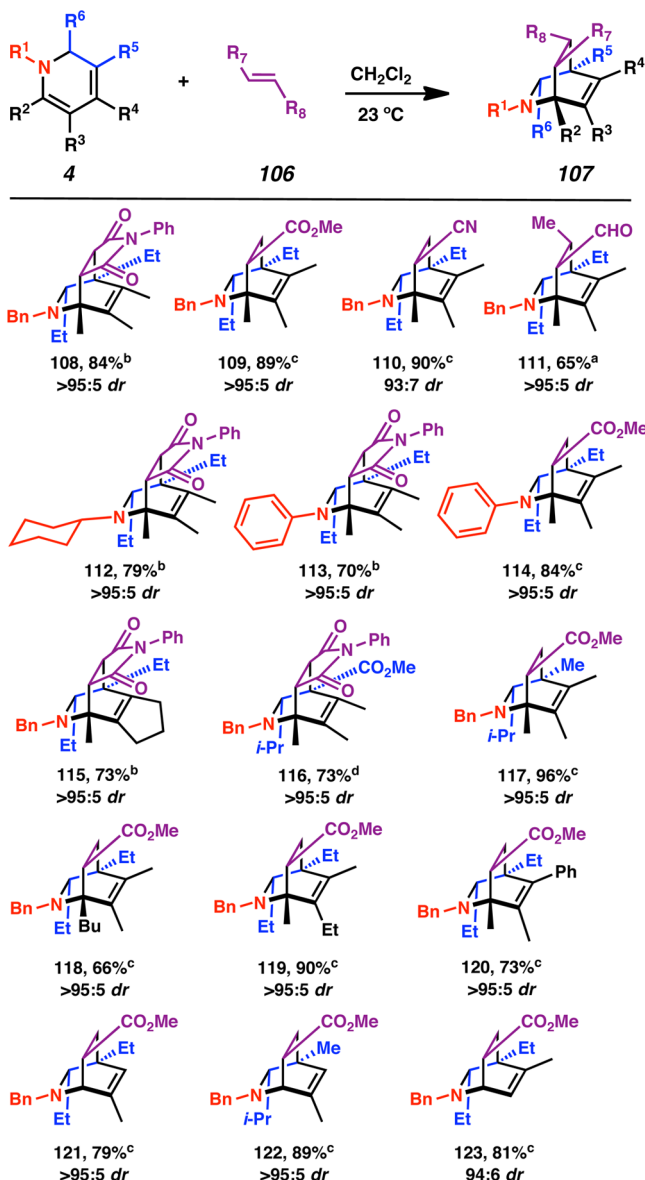 R⁶
R¹
N
R⁵
R²
R⁴
R³
4
+
R₇
R₈
106
CH₂Cl₂
23 ºC
R₈ R₇
R⁵ R⁴
R¹ N
R⁶ R² R³
107
O
N Ph
Et
O
Bn N
Et
108, 84%ᵇ
>95:5 dr
CO₂Me
Et
Bn N
Et
109, 89%ᶜ
>95:5 dr
CN
Et
Bn N
Et
110, 90%ᶜ
93:7 dr
Me CHO
Et
Bn N
Et
111, 65%ᵃ
>95:5 dr
O
N Ph
Et
O
N
Et
112, 79%ᵇ
>95:5 dr
O
N Ph
Et
O
N
Et
113, 70%ᵇ
>95:5 dr
CO₂Me
Et
N
Et
114, 84%ᶜ
>95:5 dr
O
N Ph
Et
O
Bn N
Et
115, 73%ᵇ
>95:5 dr
O
N Ph
CO₂Me
O
Bn N
i-Pr
116, 73%ᵈ
>95:5 dr
CO₂Me
Me
Bn N
i-Pr
117, 96%ᶜ
>95:5 dr
CO₂Me
Et
Bn N
Et Bu
118, 66%ᶜ
>95:5 dr
CO₂Me
Et
Bn N
Et Et
119, 90%ᶜ
>95:5 dr
CO₂Me
Et
Ph
Bn N
Et
120, 73%ᶜ
>95:5 dr
CO₂Me
Et
Bn N
Et
121, 79%ᶜ
>95:5 dr
CO₂Me
Me
Bn N
i-Pr
122, 89%ᶜ
>95:5 dr
CO₂Me
Et
Bn N
Et
123, 81%ᶜ
94:6 dr